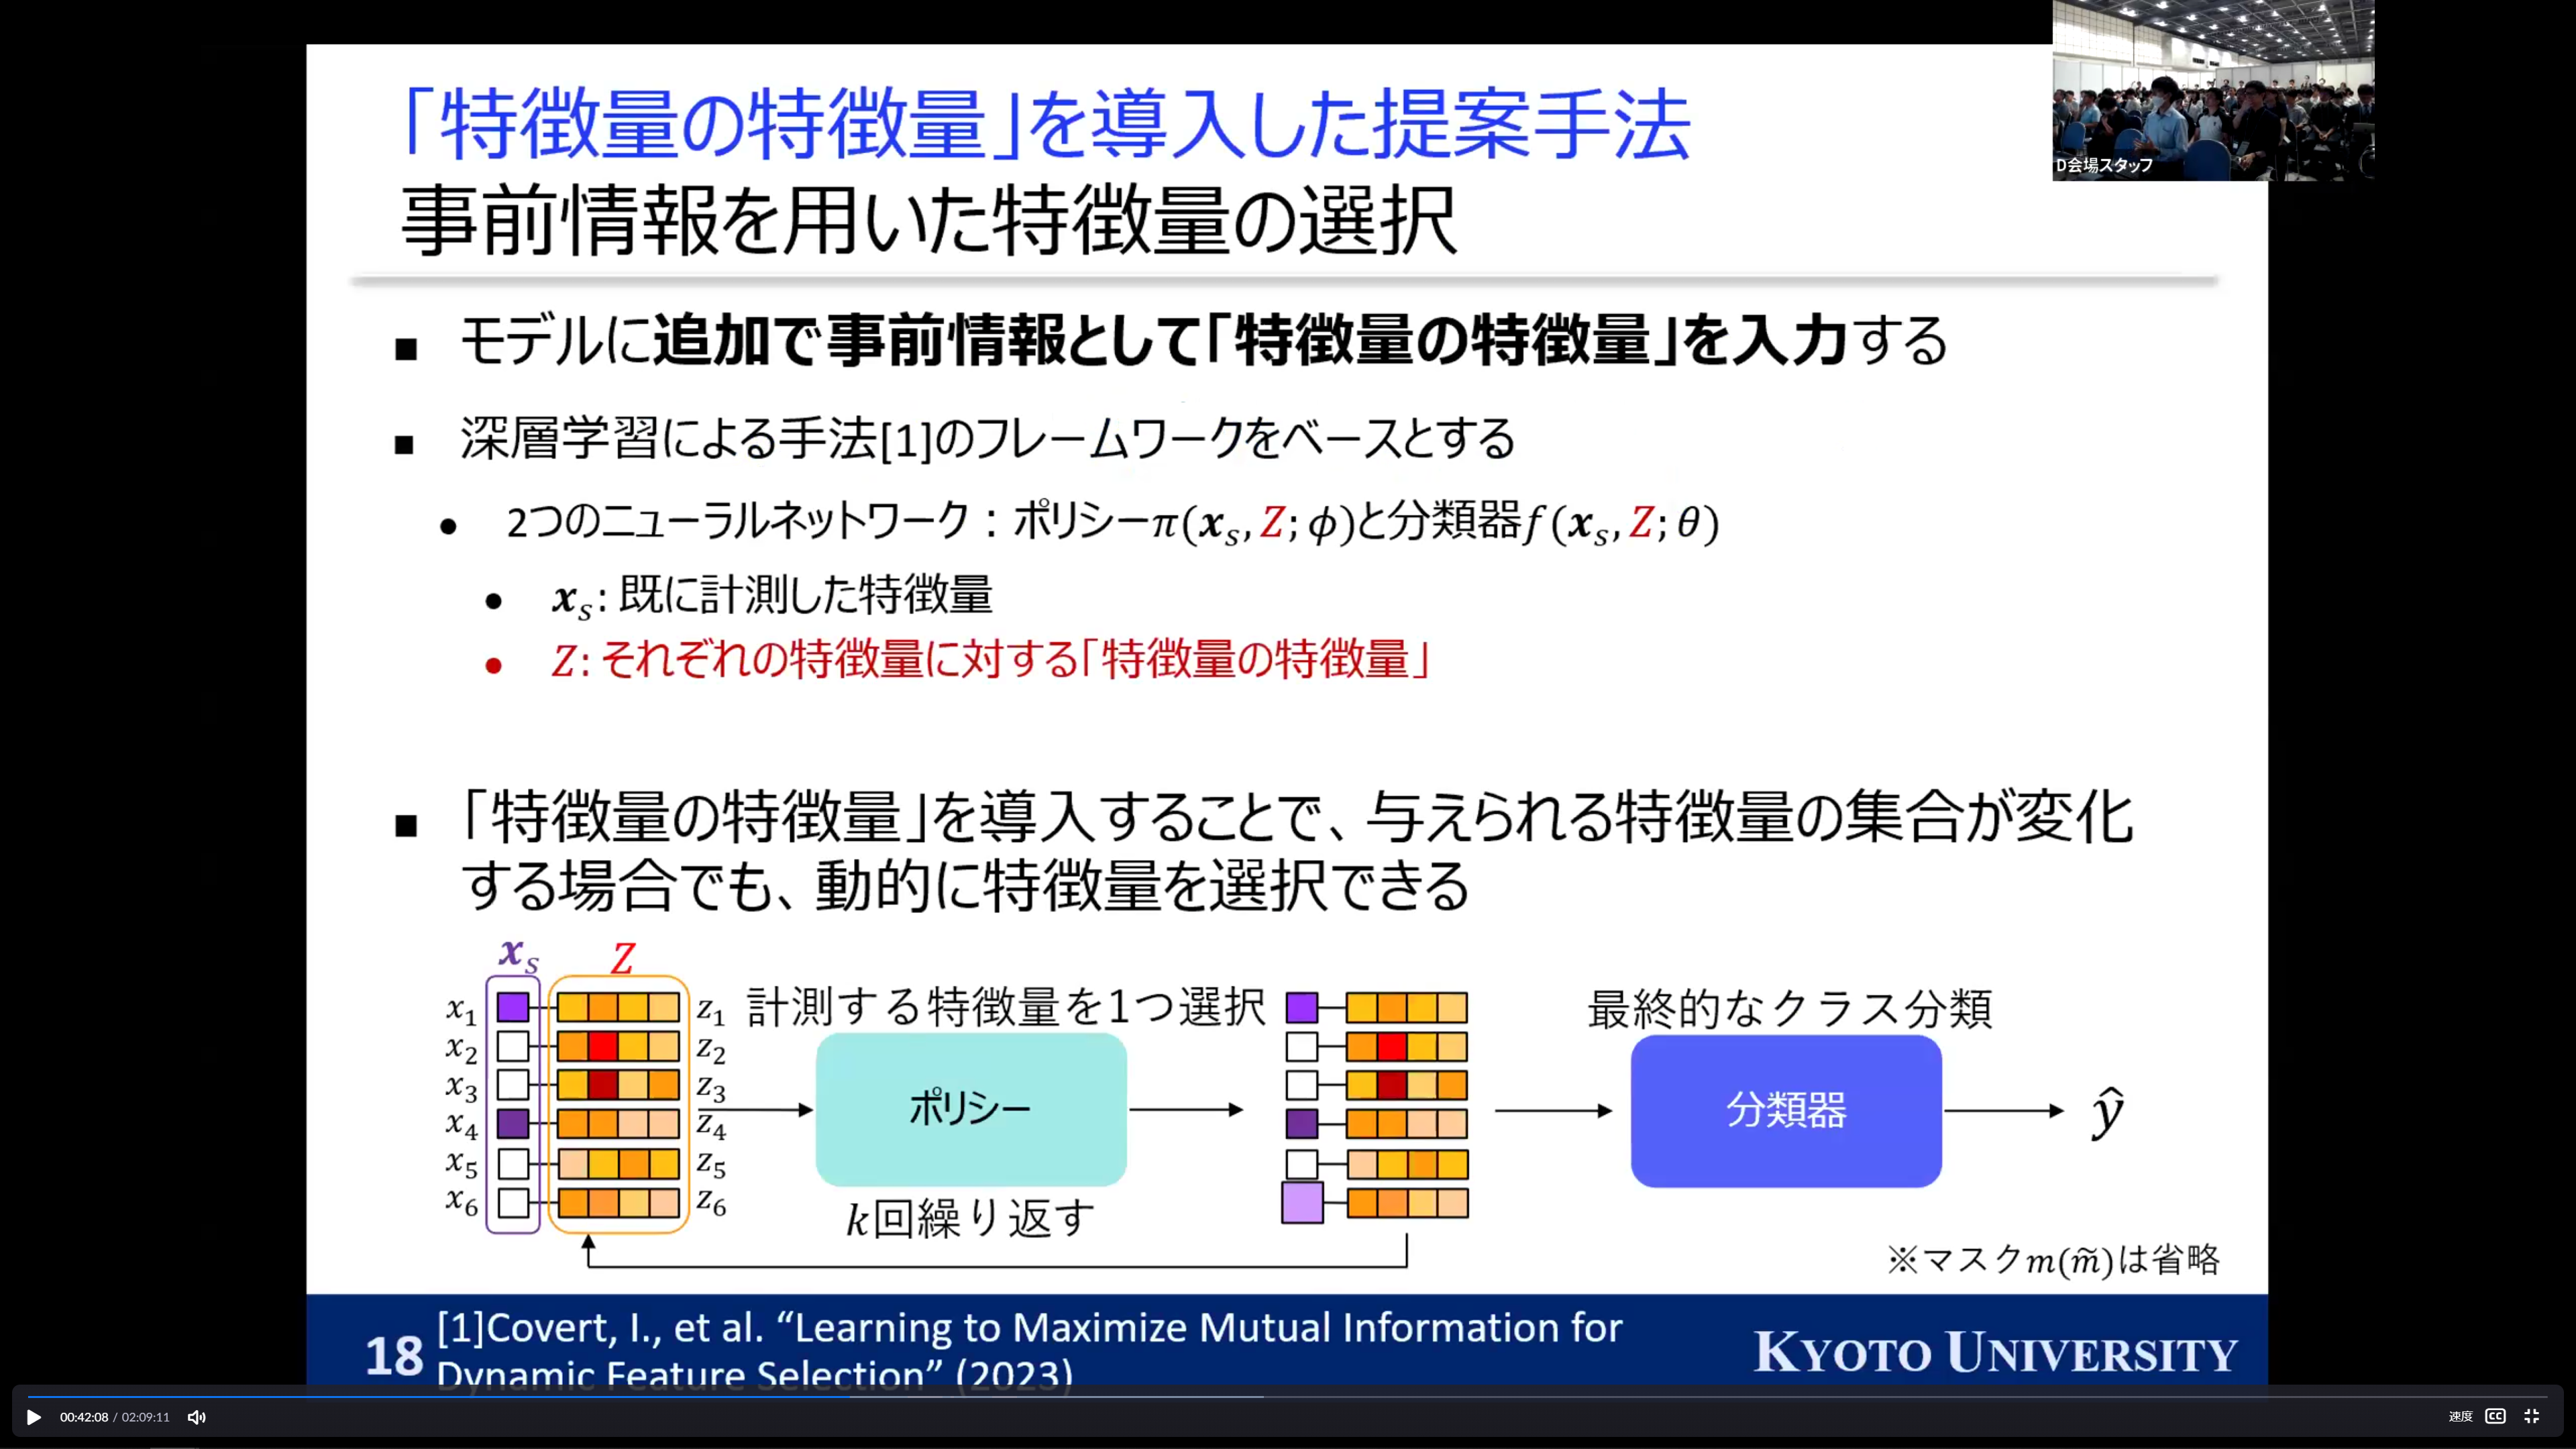 「特徴量の特徴量」を導入した提案手法
事前情報を用いた特徴量の選択
D会場スタッフ
■ モデルに追加で事前情報として「特徴量の特徴量」を入力する
■ 深層学習による手法[1]のフレームワークをベースとする
● 2つのニューラルネットワーク：ポリシーπ(𝒙ₛ, Z; ϕ)と分類器f(𝒙ₛ, Z; θ)
● 𝒙ₛ: 既に計測した特徴量
● Z: それぞれの特徴量に対する「特徴量の特徴量」
■ 「特徴量の特徴量」を導入することで、与えられる特徴量の集合が変化
する場合でも、動的に特徴量を選択できる
𝒙ₛ Z
x₁ z₁
x₂ z₂
x₃ z₃
x₄ z₄
x₅ z₅
x₆ z₆
計測する特徴量を1つ選択
ポリシー
k回繰り返す
最終的なクラス分類
分類器
ŷ
※マスクm(m̃)は省略
18
[1]Covert, I., et al. “Learning to Maximize Mutual Information for
Dynamic Feature Selection” (2023)
KYOTO UNIVERSITY
00:42:08 / 02:09:11
速度
CC